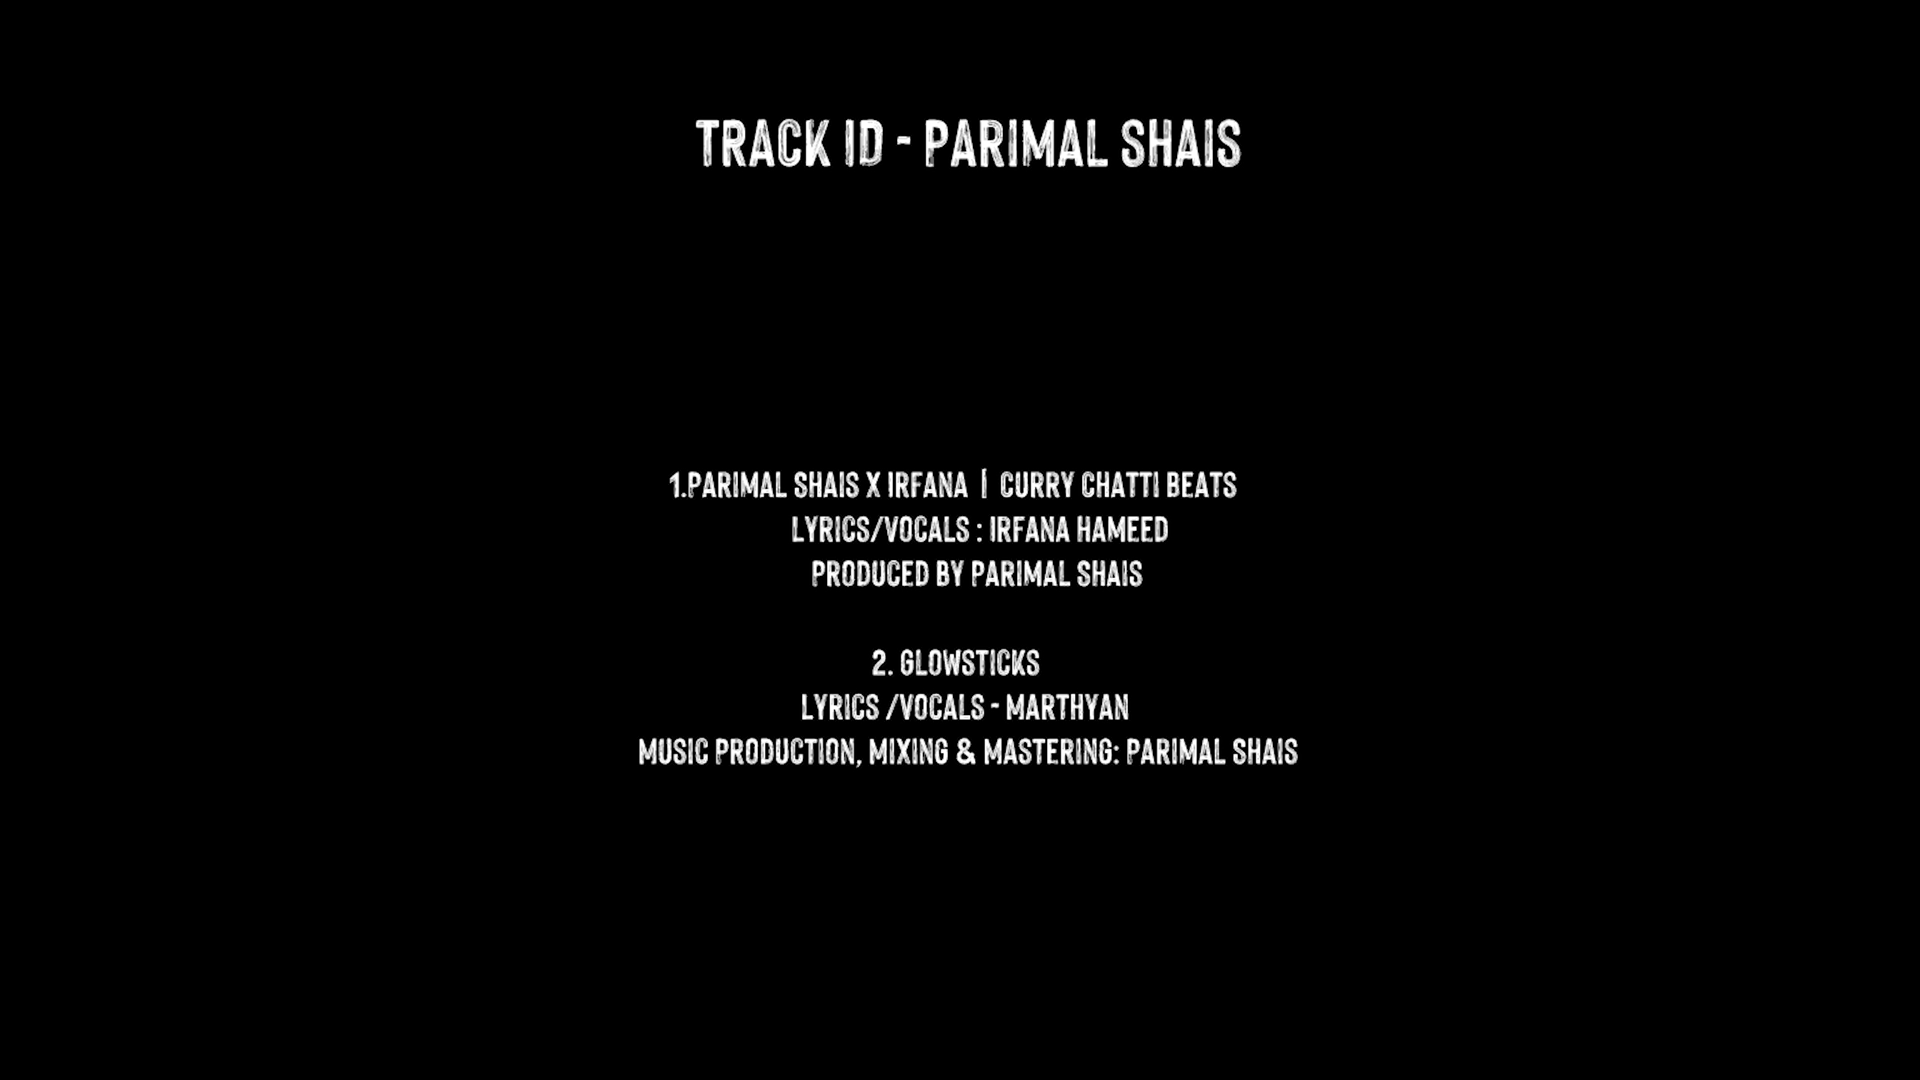 TRACK ID - PARIMAL SHAIS
1.PARIMAL SHAIS X IRFANA | CURRY CHATTI BEATS
LYRICS/VOCALS : IRFANA HAMEED
PRODUCED BY PARIMAL SHAIS
2. GLOWSTICKS
LYRICS /VOCALS - MARTHYAN
MUSIC PRODUCTION, MIXING & MASTERING: PARIMAL SHAIS